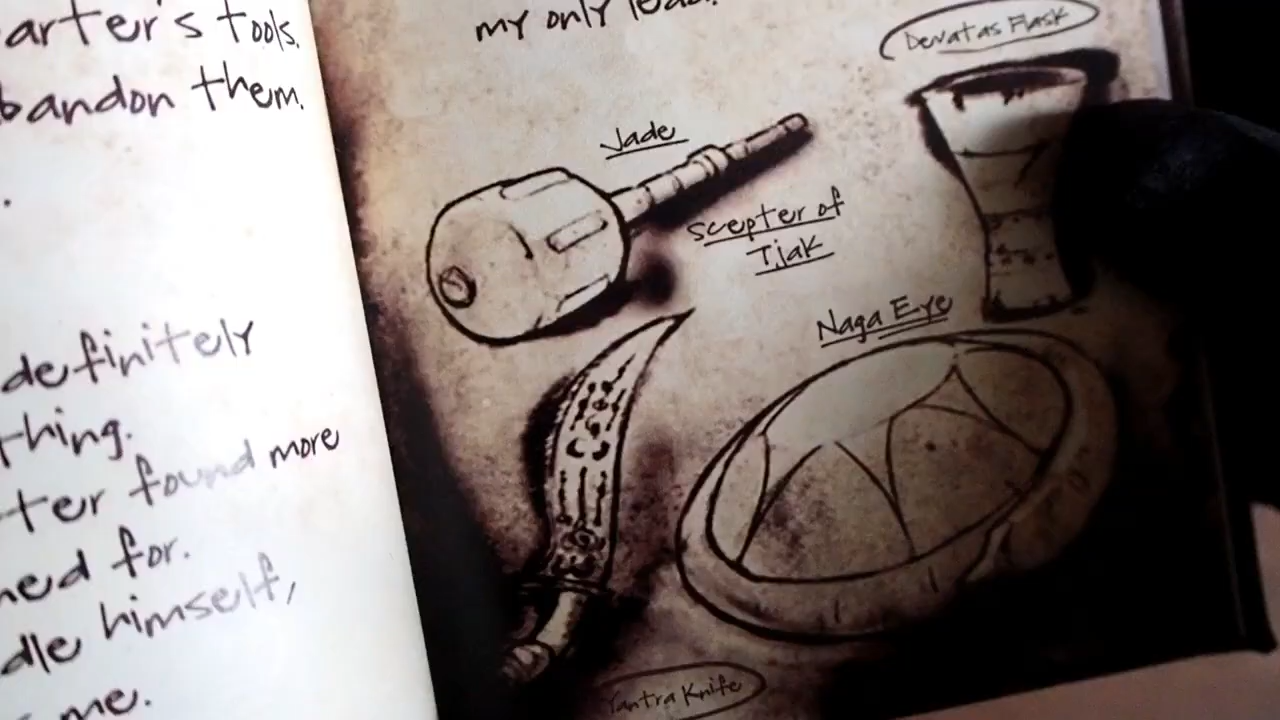 arter's tools.
bandon them.
definitely
thing.
ter found more
ned for.
dle himself,
me.
my only lead.
Devatas Flask
Jade
Scepter of
Tjak
Naga Eye
Yantra Knife